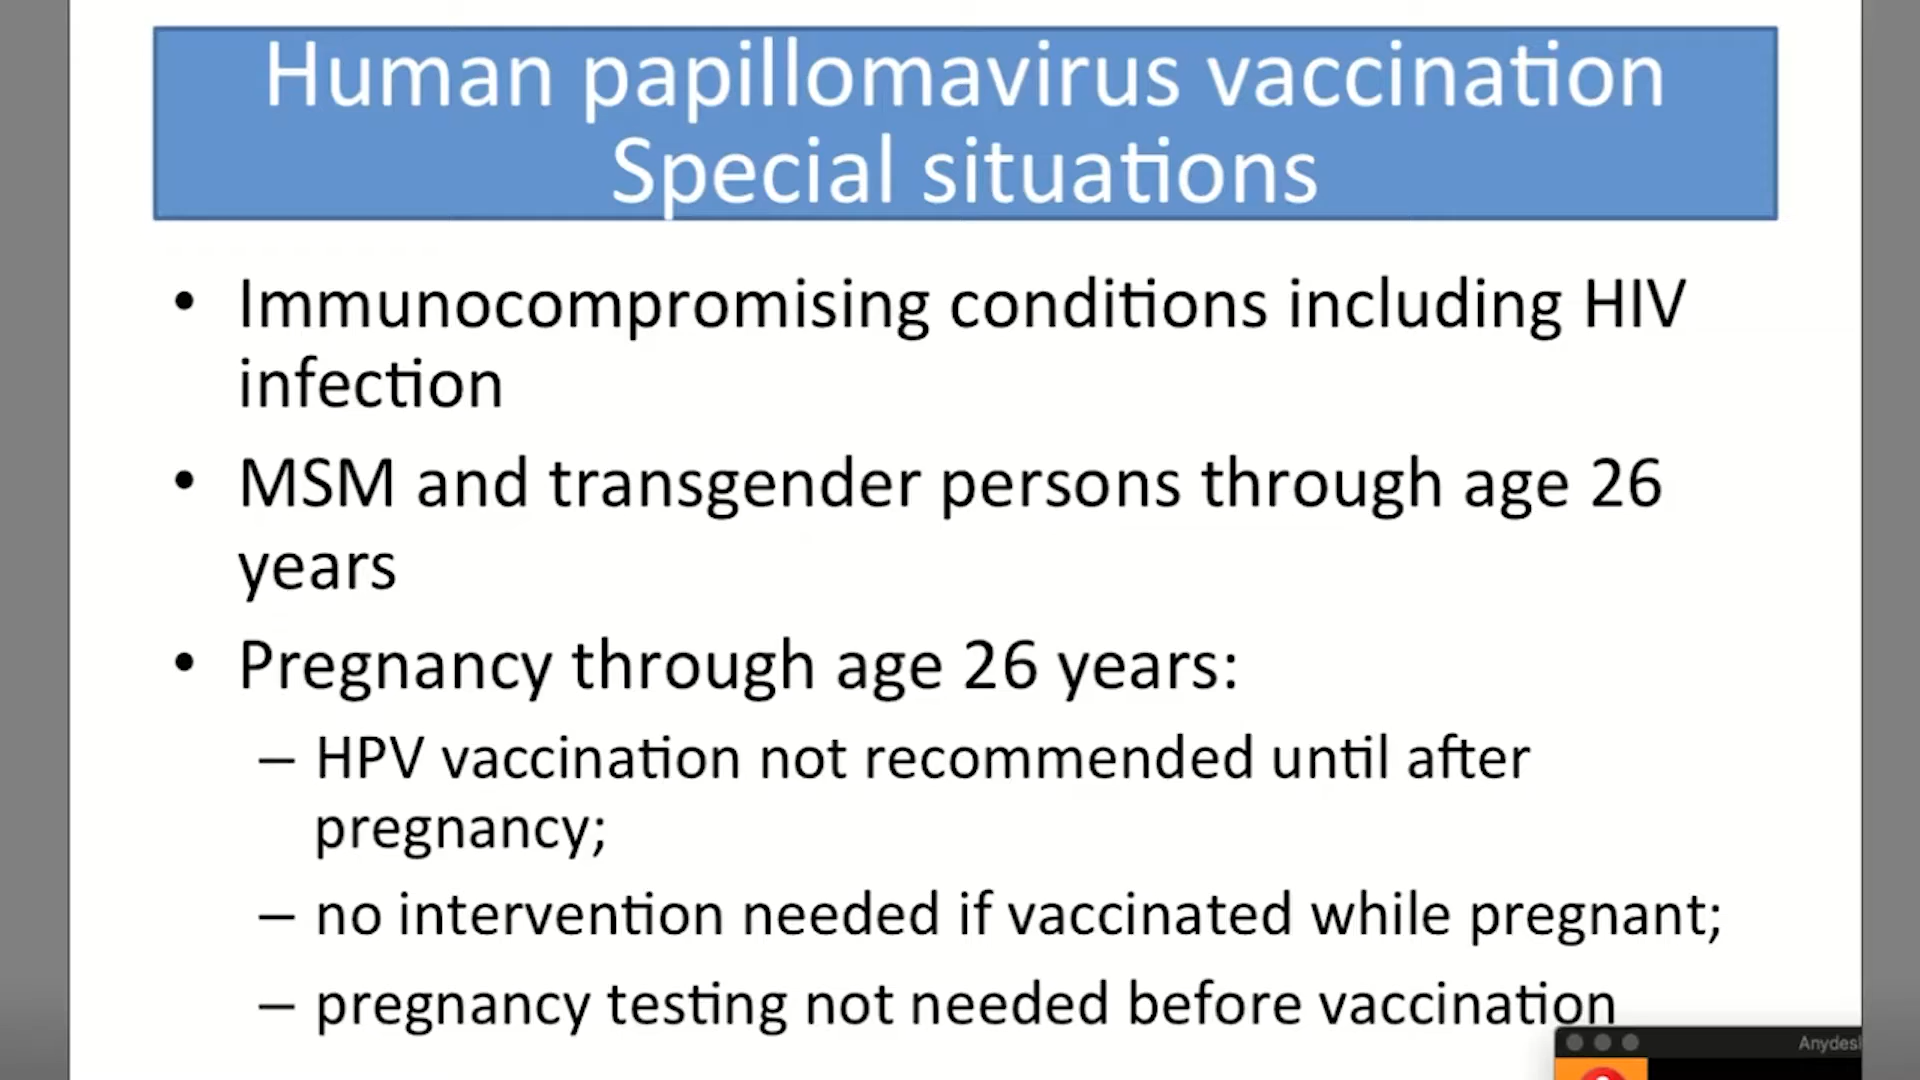 Human papillomavirus vaccination
Special situations
• Immunocompromising conditions including HIV
infection
• MSM and transgender persons through age 26
years
• Pregnancy through age 26 years:
– HPV vaccination not recommended until after
pregnancy;
– no intervention needed if vaccinated while pregnant;
– pregnancy testing not needed before vaccination